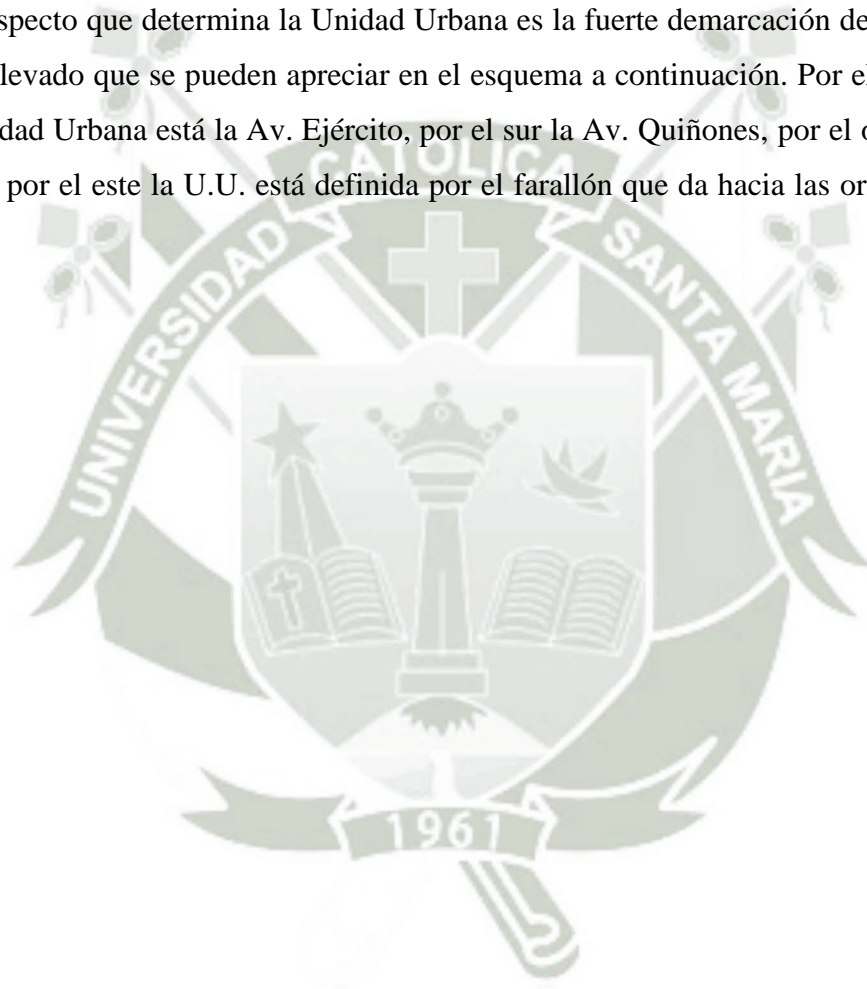 specto que determina la Unidad Urbana es la fuerte demarcación de
levado que se pueden apreciar en el esquema a continuación. Por e
dad Urbana está la Av. Ejército, por el sur la Av. Quiñones, por el
por el este la U.U. está definida por el farallón que da hacia las or
UNIVERSIDAD CATOLICA SANTA MARIA
1961